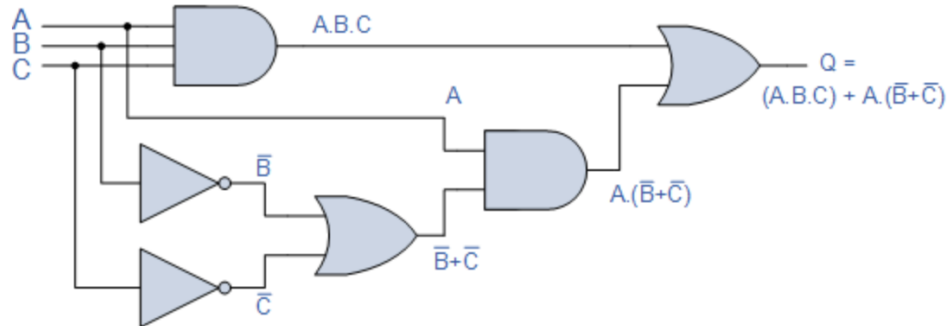 A
B
C
A.B.C
Q =
(A.B.C) + A.(B̅+C̅)
A
B̅
A.(B̅+C̅)
B̅+C̅
C̅